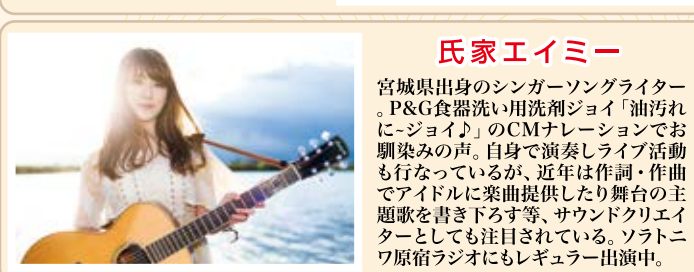 氏家エイミー
宮城県出身のシンガーソングライター
。P&G食器洗い用洗剤ジョイ「油汚れ
に~ジョイ♪」のCMナレーションでお
馴染みの声。自身で演奏しライブ活動
も行なっているが、近年は作詞・作曲
でアイドルに楽曲提供したり舞台の主
題歌を書き下ろす等、サウンドクリエイ
ターとしても注目されている。ソラトニ
ワ原宿ラジオにもレギュラー出演中。